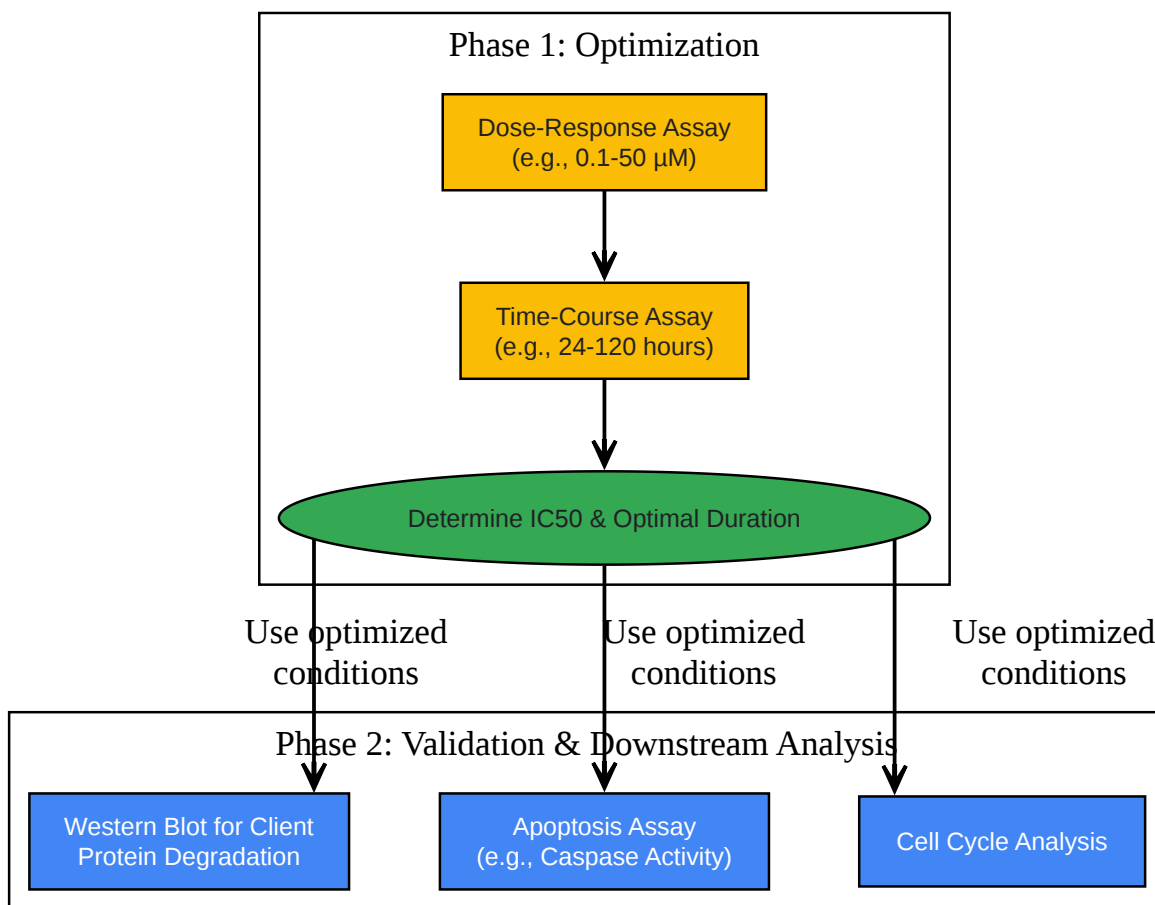 Phase 1: Optimization
Dose-Response Assay
(e.g., 0.1-50 µM)
Time-Course Assay
(e.g., 24-120 hours)
Determine IC50 & Optimal Duration
Use optimized
conditions
Use optimized
conditions
Use optimized
conditions
Phase 2: Validation & Downstream Analysis
Western Blot for Client
Protein Degradation
Apoptosis Assay
(e.g., Caspase Activity)
Cell Cycle Analysis